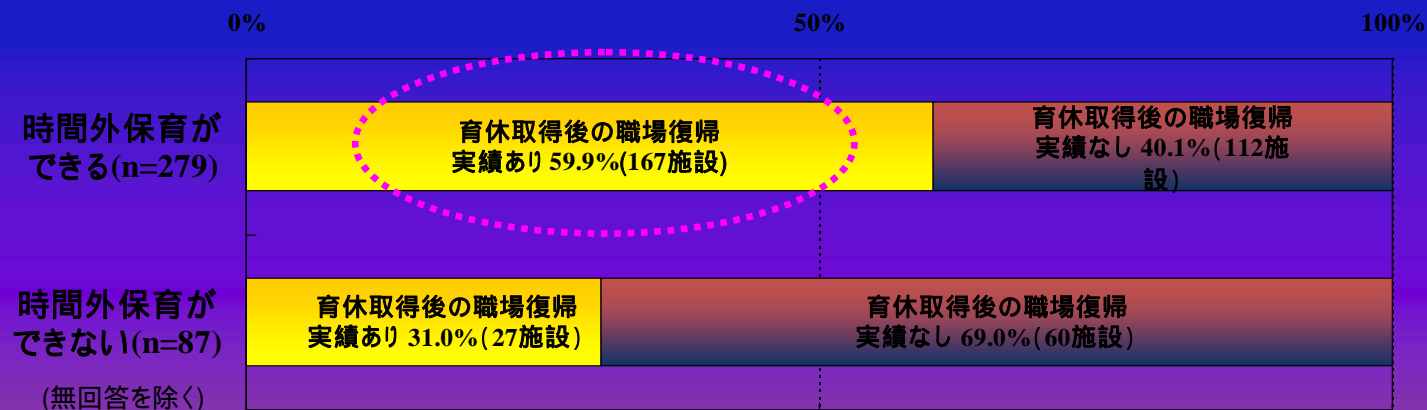 0%
50%
100%
時間外保育が
できる(n=279)
育休取得後の職場復帰
実績あり 59.9%(167施設)
育休取得後の職場復帰
実績なし 40.1%(112施
設)
時間外保育が
できない(n=87)
育休取得後の職場復帰
実績あり 31.0%(27施設)
育休取得後の職場復帰
実績なし 69.0%(60施設)
(無回答を除く)